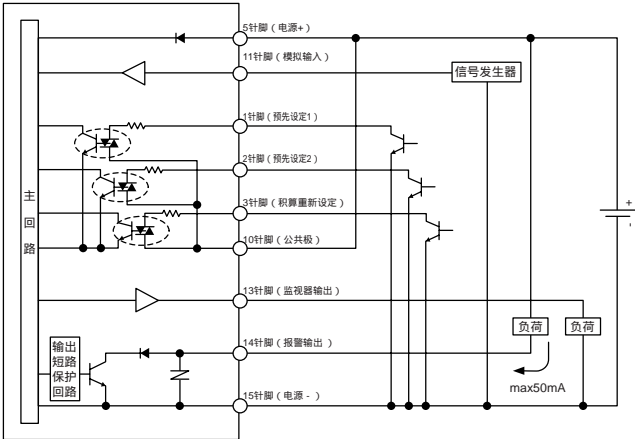 5针脚（电源+）
11针脚（模拟输入）
信号发生器
1针脚（预先设定1）
2针脚（预先设定2）
3针脚（积算重新设定）
10针脚（公共极）
主回路
+
-
13针脚（监视器输出）
负荷
负荷
14针脚（报警输出）
输出
短路
保护
回路
max50mA
15针脚（电源 - ）